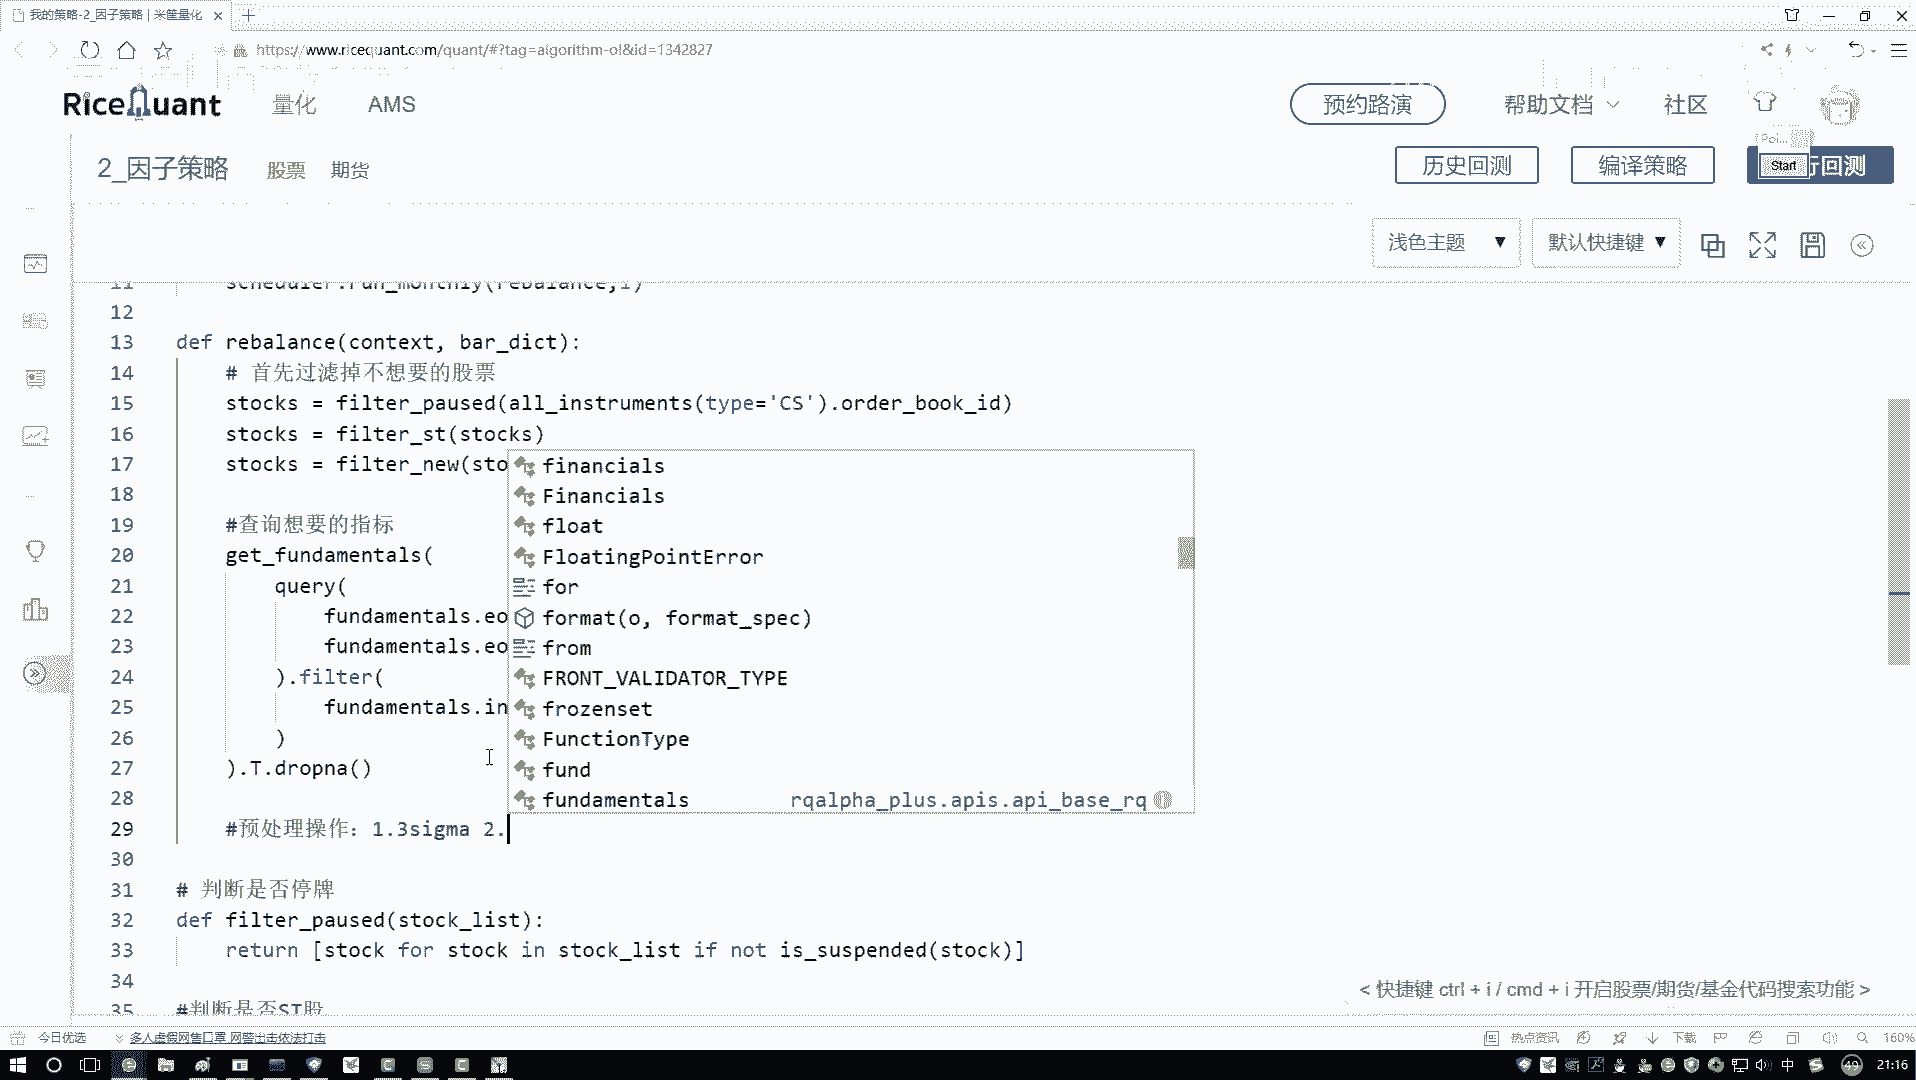 我的策略-2_因子策略 | 米筐量化
https://www.ricequant.com/quant/#?tag=algorithm-ol&id=1342827
RiceQuant 量化 AMS 预约路演 帮助文档 社区
Poi...
2_因子策略 股票 期货 历史回测 编译策略 Start 行回测
浅色主题 默认快捷键
11 scheduler.run_monthly(rebalance,1)
12
13 def rebalance(context, bar_dict):
14 # 首先过滤掉不想要的股票
15 stocks = filter_paused(all_instruments(type='CS').order_book_id)
16 stocks = filter_st(stocks)
17 stocks = filter_new(sto
18
19 #查询想要的指标
20 get_fundamentals(
21 query(
22 fundamentals.eo
23 fundamentals.eo
24 ).filter(
25 fundamentals.in
26 )
27 ).T.dropna()
28
29 #预处理操作：1.3sigma 2.
30
31 # 判断是否停牌
32 def filter_paused(stock_list):
33 return [stock for stock in stock_list if not is_suspended(stock)]
34
35 #判断是否ST股
financials
Financials
float
FloatingPointError
for
format(o, format_spec)
from
FRONT_VALIDATOR_TYPE
frozenset
FunctionType
fund
fundamentals rqalpha_plus.apis.api_base_rq
< 快捷键 ctrl + i / cmd + i 开启股票/期货/基金代码搜索功能 >
今日优选 多人虚假网售口罩 网警出击依法打击 热点资讯 下载 160%
中 49 21:16